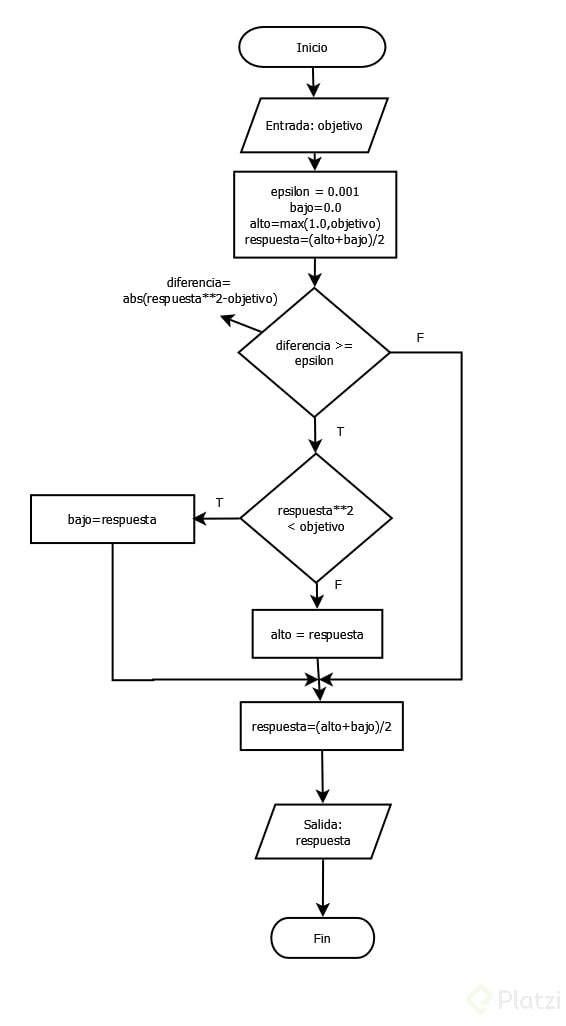 Inicio
Entrada: objetivo
epsilon = 0.001
bajo=0.0
alto=max(1.0,objetivo)
respuesta=(alto+bajo)/2
diferencia=
abs(respuesta**2-objetivo)
diferencia >=
epsilon
F
T
respuesta**2
< objetivo
T
bajo=respuesta
F
alto = respuesta
respuesta=(alto+bajo)/2
Salida:
respuesta
Fin
Platzi